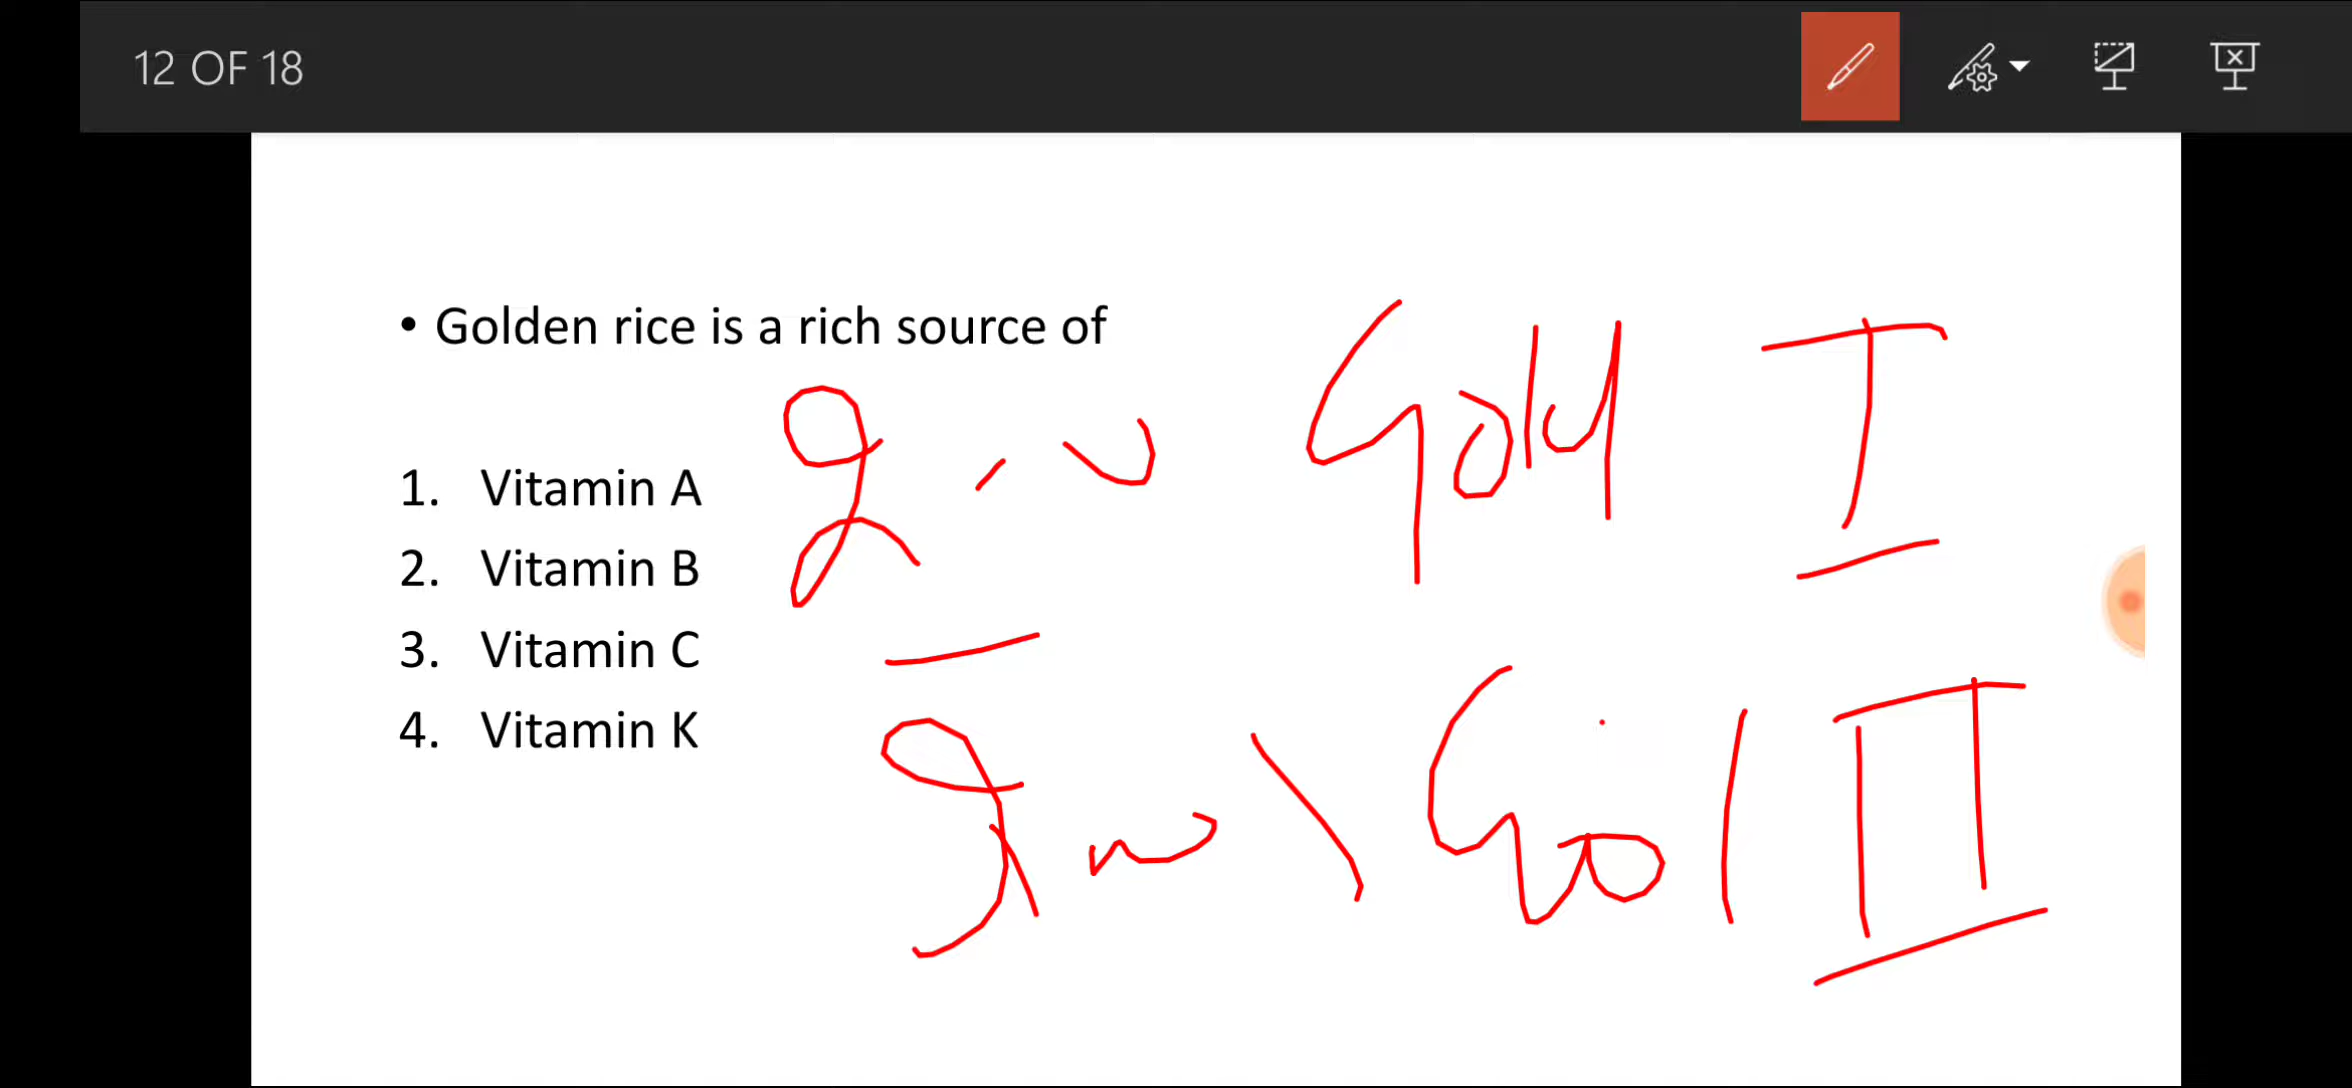 12 OF 18
• Golden rice is a rich source of
Gold I
1. Vitamin A
2. Vitamin B
3. Vitamin C
4. Vitamin K
II